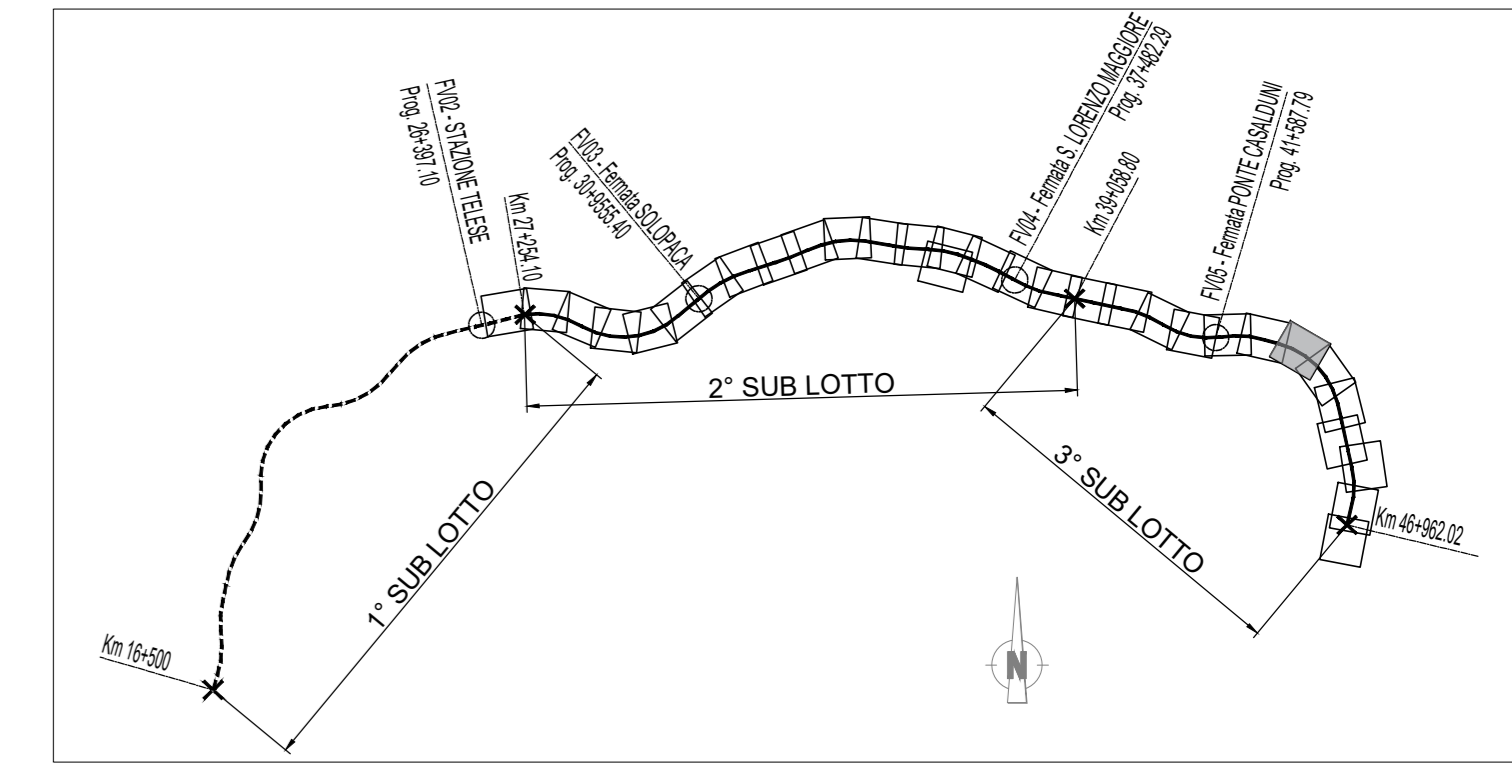 FV02 - STAZIONE TELESE
Prog. 26+397.10
Km 27+254.10
FV03 - Fermata SOLOPACA
Prog. 30+9555.40
FV04 - Fermata S. LORENZO MAGGIORE
Prog. 37+482.29
Km 39+058.80
FV05 - Fermata PONTE CASALDUNI
Prog. 41+587.79
2° SUB LOTTO
1° SUB LOTTO
3° SUB LOTTO
Km 46+962.02
Km 16+500
N